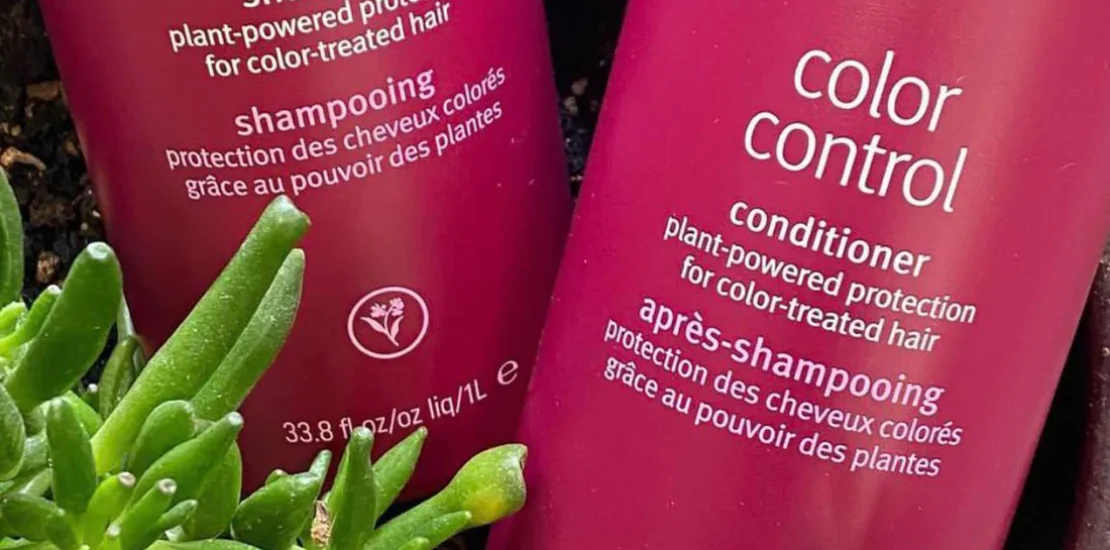 plant-powered
for color-treated hair
shampooing
protection des cheveux colorés
grâce au pouvoir des plantes
33.8 fl oz/oz liq/1L ℮
color
control
conditioner
plant-powered protection
for color-treated hair
après-shampooing
protection des cheveux colorés
grâce au pouvoir des plantes